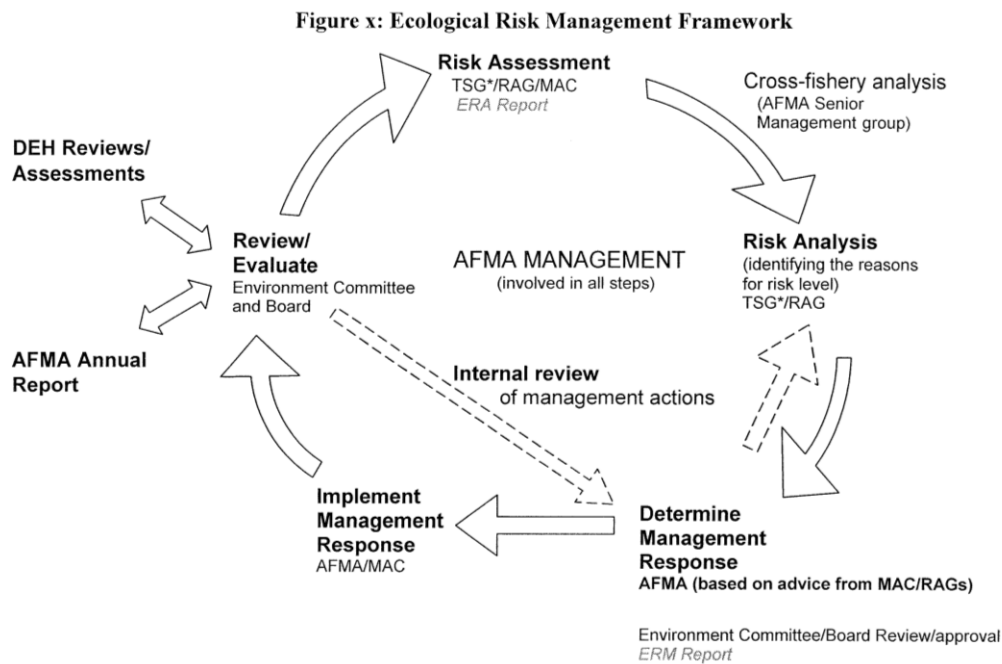 Figure x: Ecological Risk Management Framework
Risk Assessment
TSG*/RAG/MAC
ERA Report
Cross-fishery analysis
(AFMA Senior
Management group)
DEH Reviews/
Assessments
Review/
Evaluate
Environment Committee
and Board
AFMA MANAGEMENT
(involved in all steps)
Risk Analysis
(identifying the reasons
for risk level)
TSG*/RAG
AFMA Annual
Report
Internal review
of management actions
Implement
Management
Response
AFMA/MAC
Determine
Management
Response
AFMA (based on advice from MAC/RAGs)
Environment Committee/Board Review/approval
ERM Report